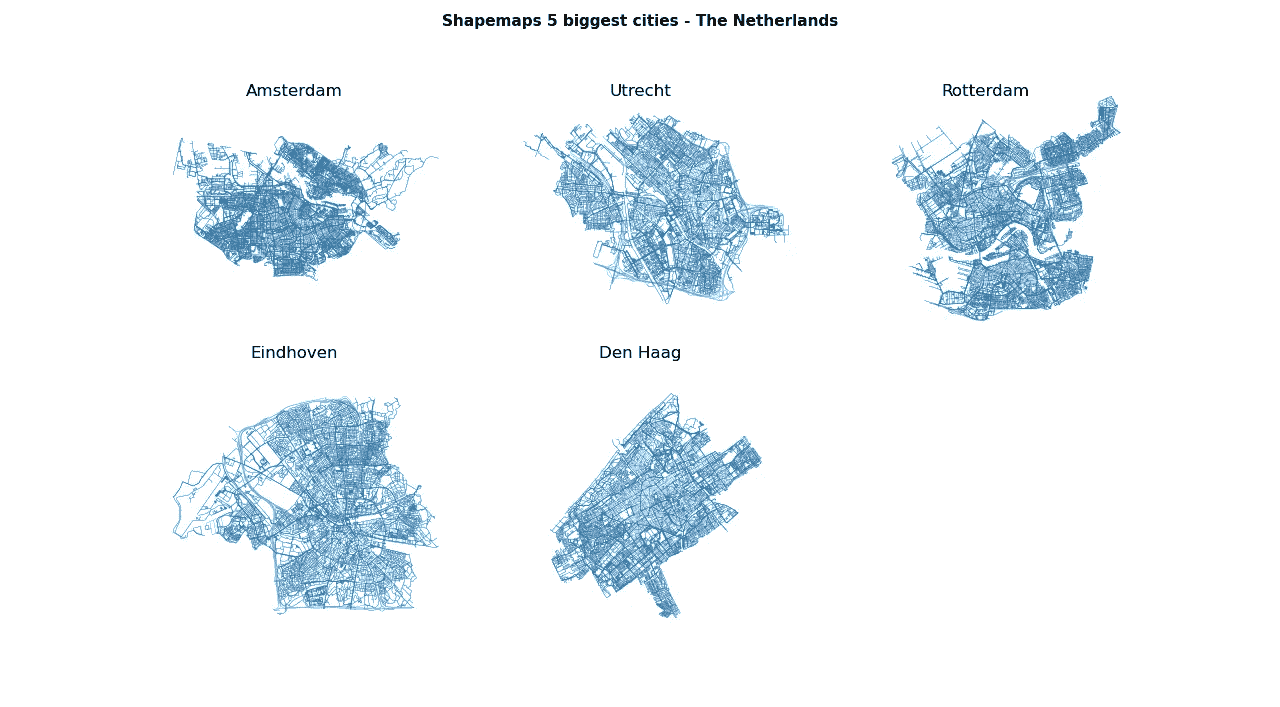 Shapemaps 5 biggest cities - The Netherlands
Amsterdam
Utrecht
Rotterdam
Eindhoven
Den Haag